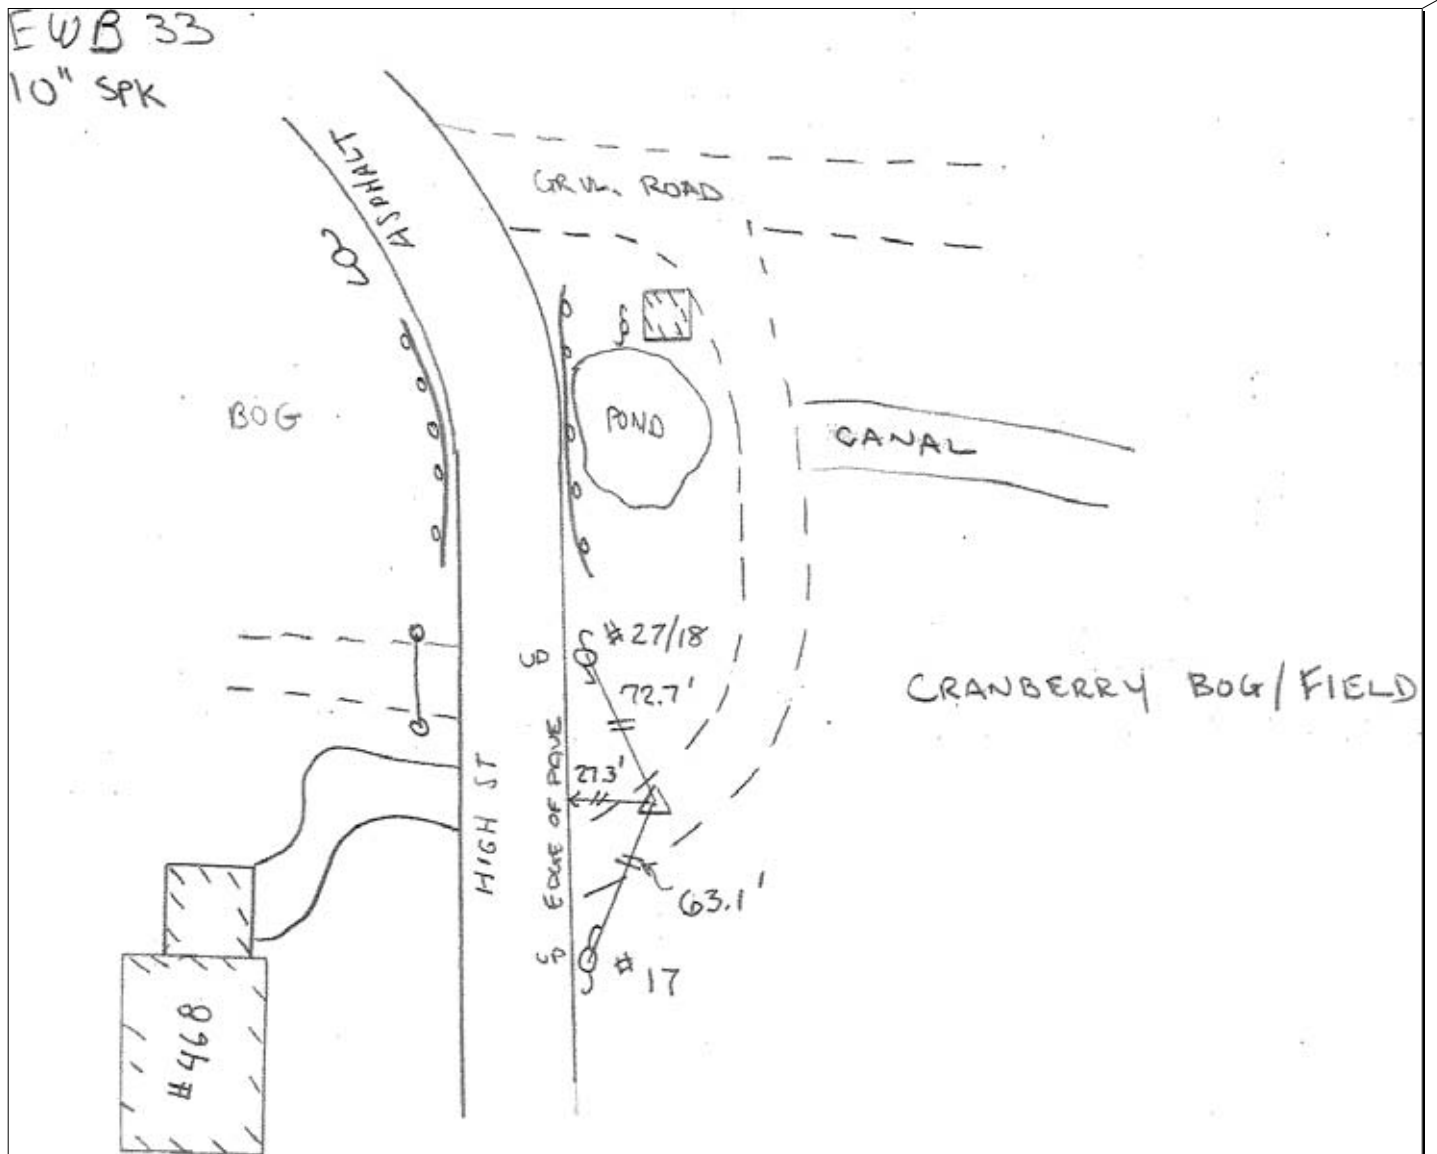 EWB 33
10" SPK
ASPHALT
GRVL. ROAD
BOG
POND
CANAL
#27/18
UP
72.7'
CRANBERRY BOG/FIELD
27.3'
HIGH ST
EDGE OF PAVE
63.1'
UP
#17
#468